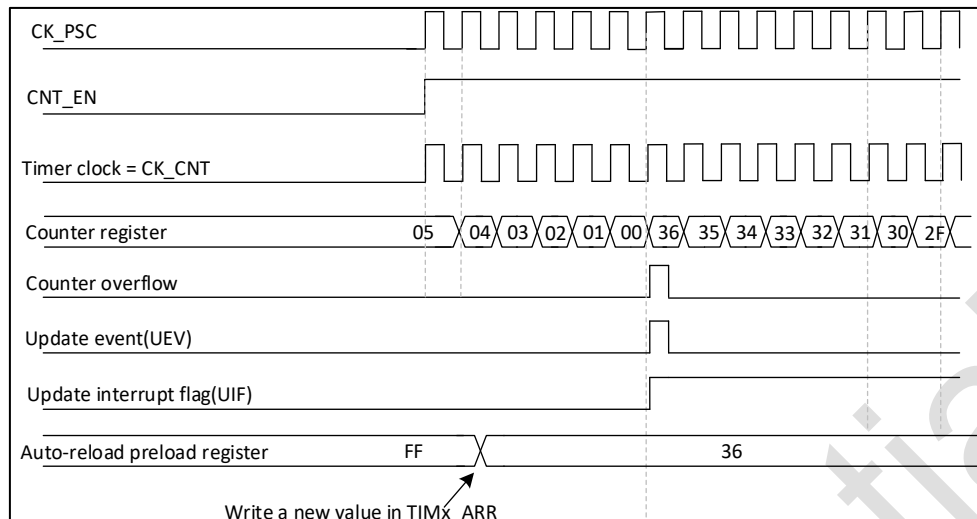 CK_PSC
CNT_EN
Timer clock = CK_CNT
Counter register 05 04 03 02 01 00 36 35 34 33 32 31 30 2F
Counter overflow
Update event(UEV)
Update interrupt flag(UIF)
Auto-reload preload register FF 36
Write a new value in TIMx_ARR